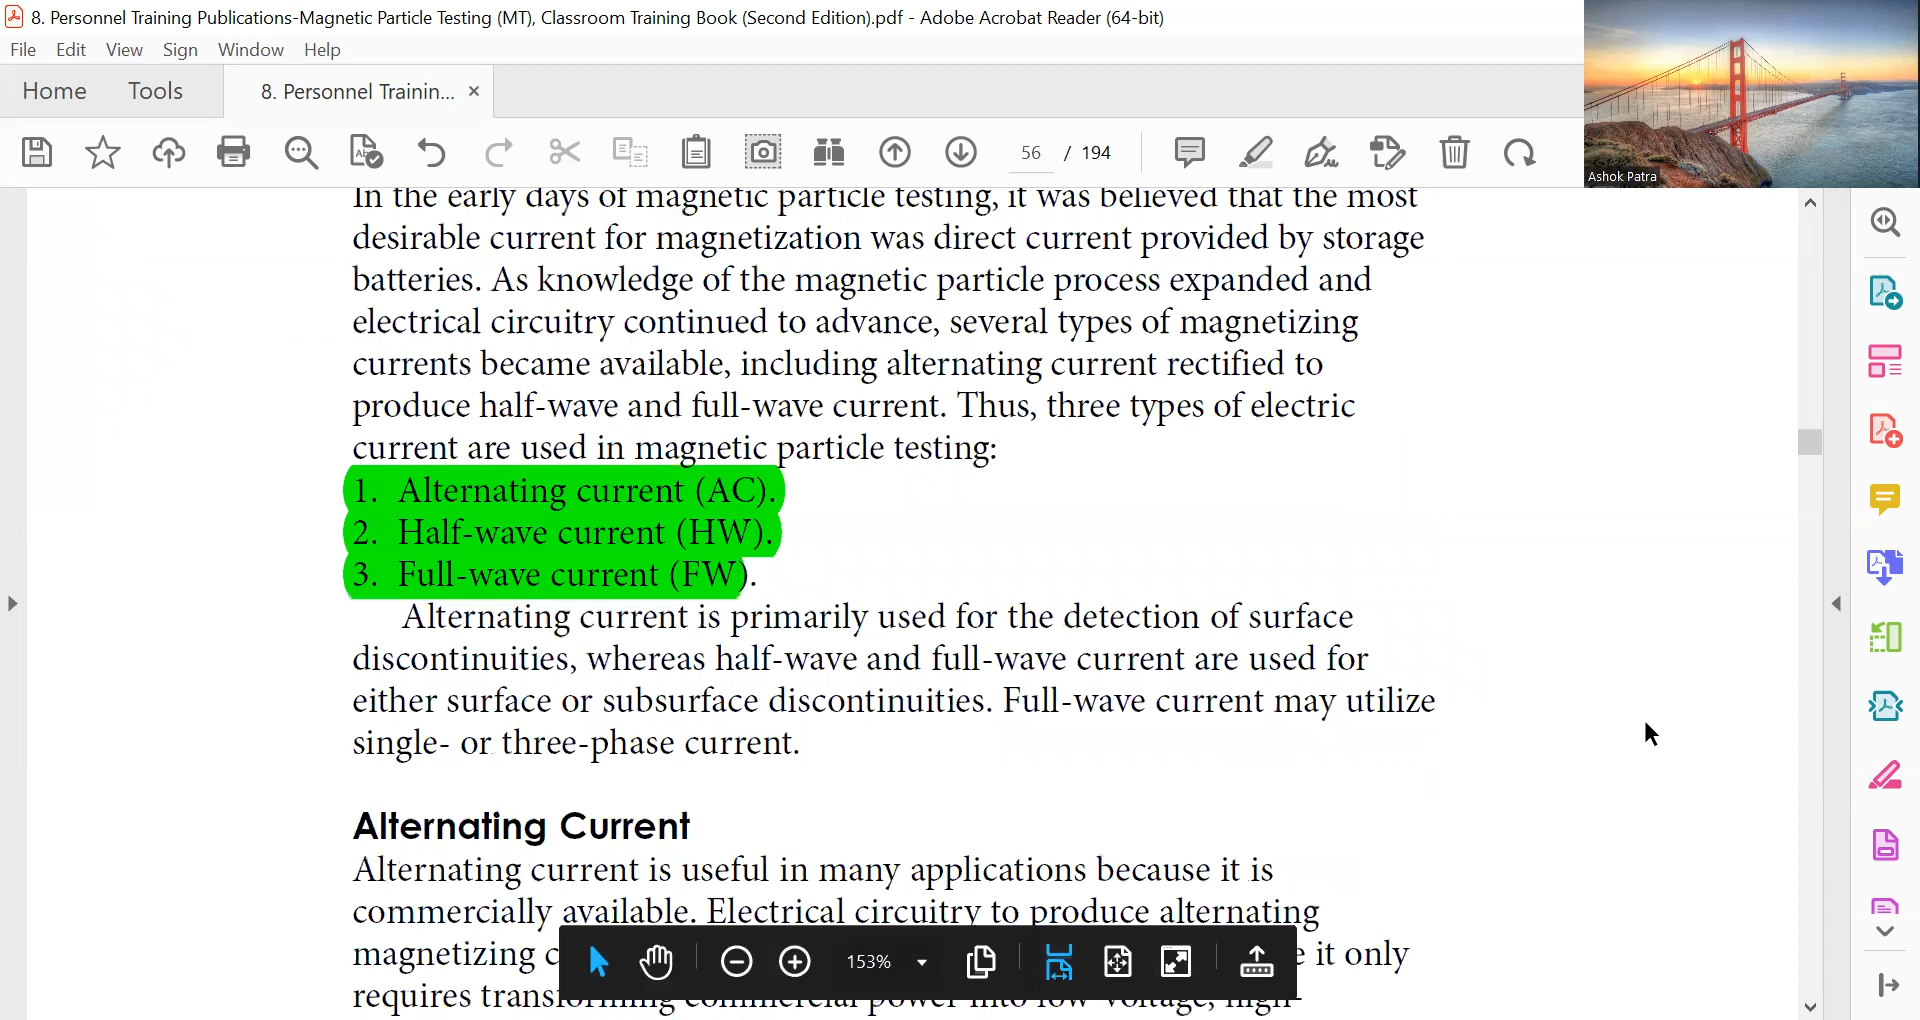 8. Personnel Training Publications-Magnetic Particle Testing (MT), Classroom Training Book (Second Edition).pdf - Adobe Acrobat Reader (64-bit)
File Edit View Sign Window Help
Home Tools 8. Personnel Trainin... ×
56 / 194
Ashok Patra
In the early days of magnetic particle testing, it was believed that the most
desirable current for magnetization was direct current provided by storage
batteries. As knowledge of the magnetic particle process expanded and
electrical circuitry continued to advance, several types of magnetizing
currents became available, including alternating current rectified to
produce half-wave and full-wave current. Thus, three types of electric
current are used in magnetic particle testing:
1. Alternating current (AC).
2. Half-wave current (HW).
3. Full-wave current (FW).
Alternating current is primarily used for the detection of surface
discontinuities, whereas half-wave and full-wave current are used for
either surface or subsurface discontinuities. Full-wave current may utilize
single- or three-phase current.
Alternating Current
Alternating current is useful in many applications because it is
commercially available. Electrical circuitry to produce alternating
magnetizing it only
requires transforming commercial power into low voltage, high-
153%